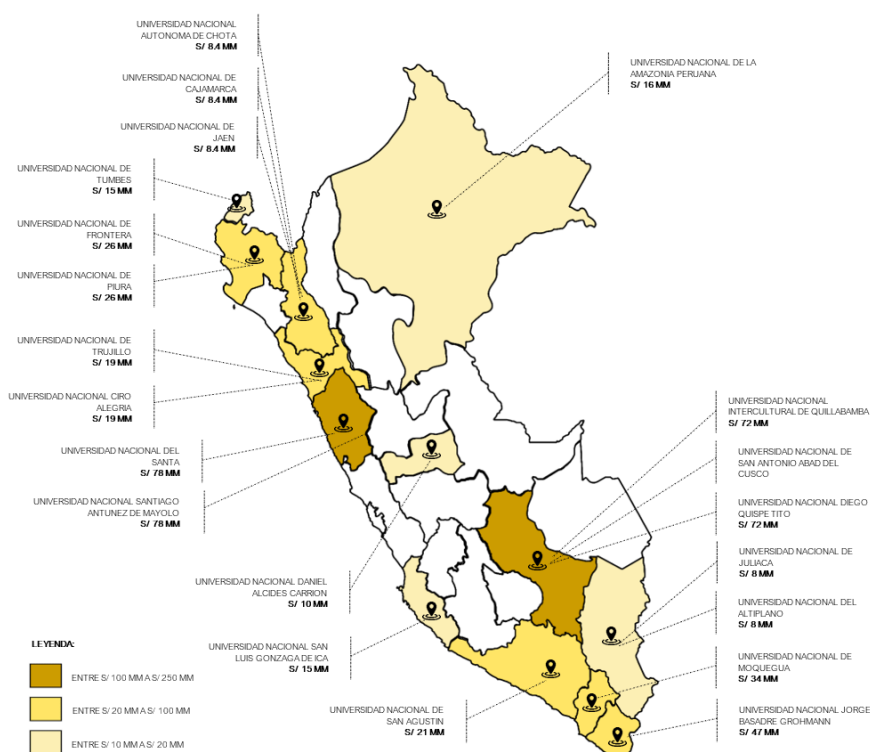 UNIVERSIDAD NACIONAL
AUTONOMA DE CHOTA
S/ 8.4 MM
UNIVERSIDAD NACIONAL DE
CAJAMARCA
S/ 8.4 MM
UNIVERSIDAD NACIONAL DE
JAEN
S/ 8.4 MM
UNIVERSIDAD NACIONAL DE
TUMBES
S/ 15 MM
UNIVERSIDAD NACIONAL DE
FRONTERA
S/ 26 MM
UNIVERSIDAD NACIONAL DE
PIURA
S/ 26 MM
UNIVERSIDAD NACIONAL DE
TRUJILLO
S/ 19 MM
UNIVERSIDAD NACIONAL CIRO
ALEGRIA
S/ 19 MM
UNIVERSIDAD NACIONAL DEL
SANTA
S/ 78 MM
UNIVERSIDAD NACIONAL SANTIAGO
ANTUNEZ DE MAYOLO
S/ 78 MM
UNIVERSIDAD NACIONAL DANIEL
ALCIDES CARRION
S/ 10 MM
UNIVERSIDAD NACIONAL SAN
LUIS GONZAGA DE ICA
S/ 15 MM
UNIVERSIDAD NACIONAL DE
SAN AGUSTIN
S/ 21 MM
UNIVERSIDAD NACIONAL DE LA
AMAZONIA PERUANA
S/ 16 MM
UNIVERSIDAD NACIONAL
INTERCULTURAL DE QUILLABAMBA
S/ 72 MM
UNIVERSIDAD NACIONAL DE
SAN ANTONIO ABAD DEL
CUSCO
UNIVERSIDAD NACIONAL DIEGO
QUISPE TITO
S/ 72 MM
UNIVERSIDAD NACIONAL DE
JULIACA
S/ 8 MM
UNIVERSIDAD NACIONAL DEL
ALTIPLANO
S/ 8 MM
UNIVERSIDAD NACIONAL DE
MOQUEGUA
S/ 34 MM
UNIVERSIDAD NACIONAL JORGE
BASADRE GROHMANN
S/ 47 MM
LEYENDA:
ENTRE S/ 100 MM A S/ 250 MM
ENTRE S/ 20 MM A S/ 100 MM
ENTRE S/ 10 MM A S/ 20 MM